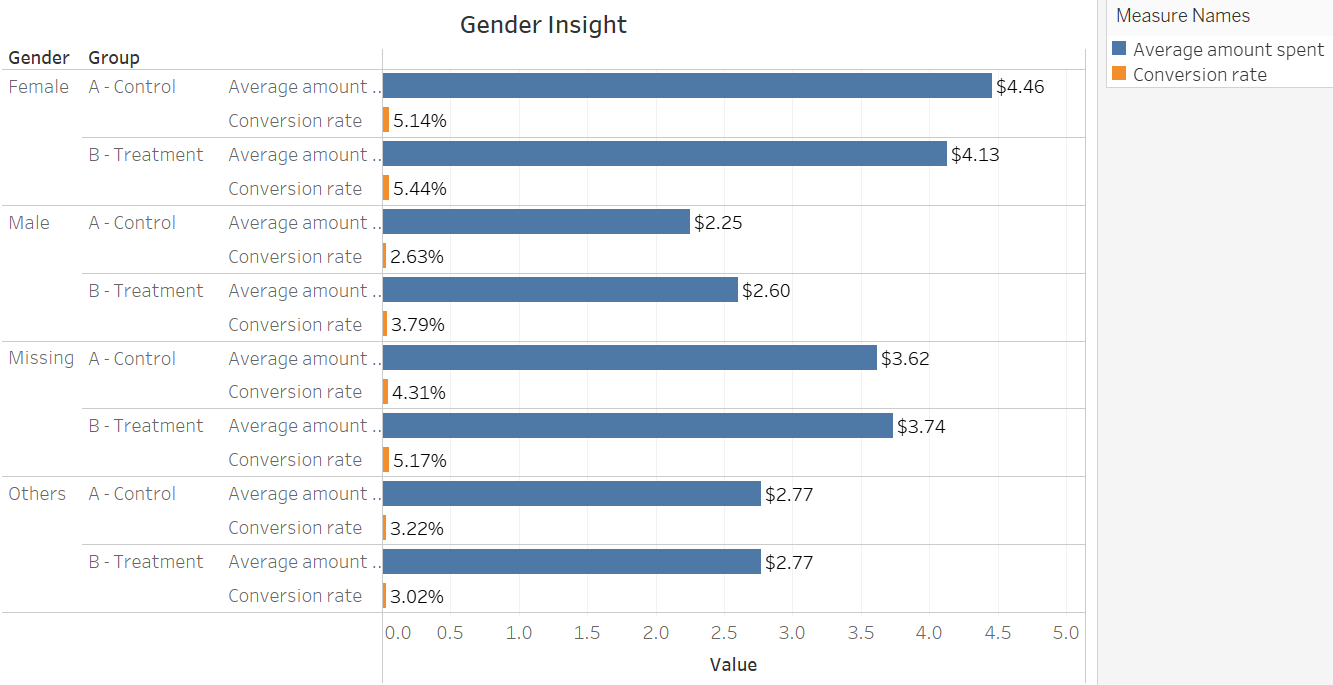 Gender Insight
Measure Names
Average amount spent
Conversion rate
Gender Group
Female A - Control Average amount .. $4.46
Conversion rate 5.14%
B - Treatment Average amount .. $4.13
Conversion rate 5.44%
Male A - Control Average amount .. $2.25
Conversion rate 2.63%
B - Treatment Average amount .. $2.60
Conversion rate 3.79%
Missing A - Control Average amount .. $3.62
Conversion rate 4.31%
B - Treatment Average amount .. $3.74
Conversion rate 5.17%
Others A - Control Average amount .. $2.77
Conversion rate 3.22%
B - Treatment Average amount .. $2.77
Conversion rate 3.02%
0.0 0.5 1.0 1.5 2.0 2.5 3.0 3.5 4.0 4.5 5.0
Value